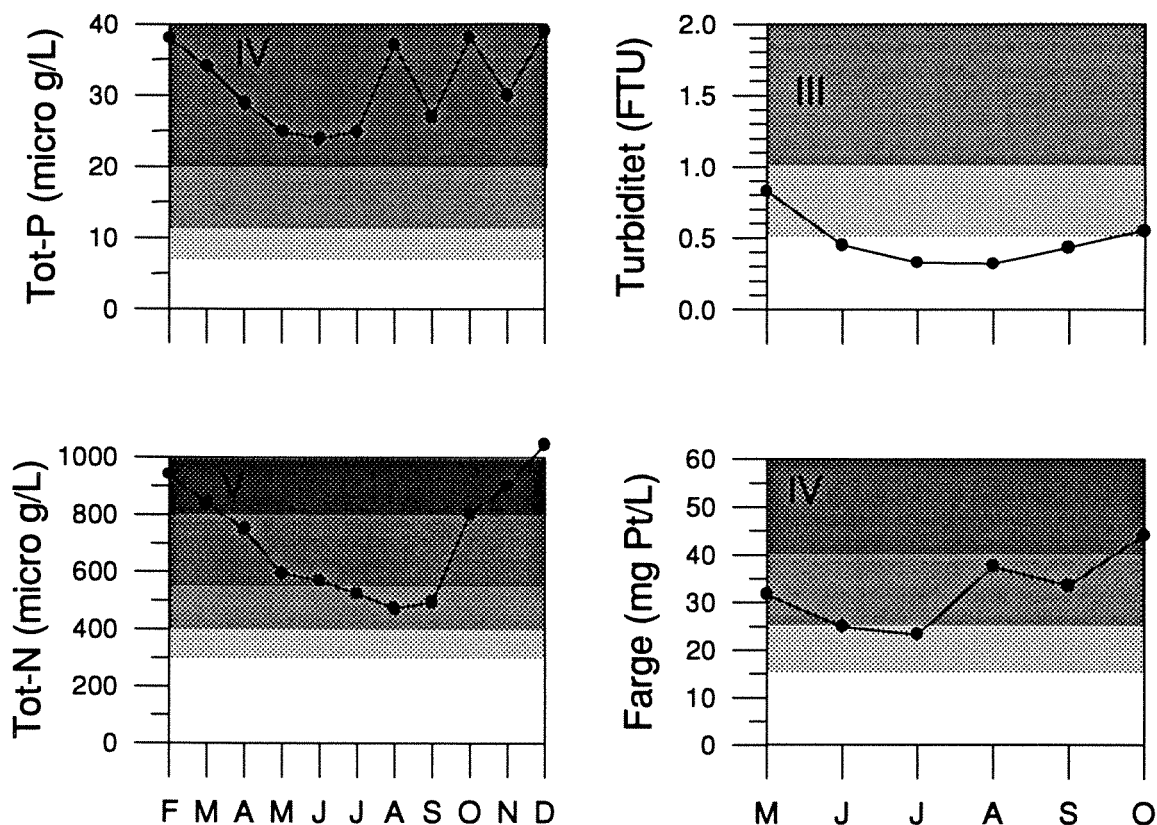 Tot-P (micro g/L)
40
30
20
10
0
IV
Turbiditet (FTU)
2.0
1.5
1.0
0.5
0.0
III
Tot-N (micro g/L)
1000
800
600
400
200
0
V
F M A M J J A S O N D
Farge (mg Pt/L)
60
50
40
30
20
10
0
IV
M J J A S O